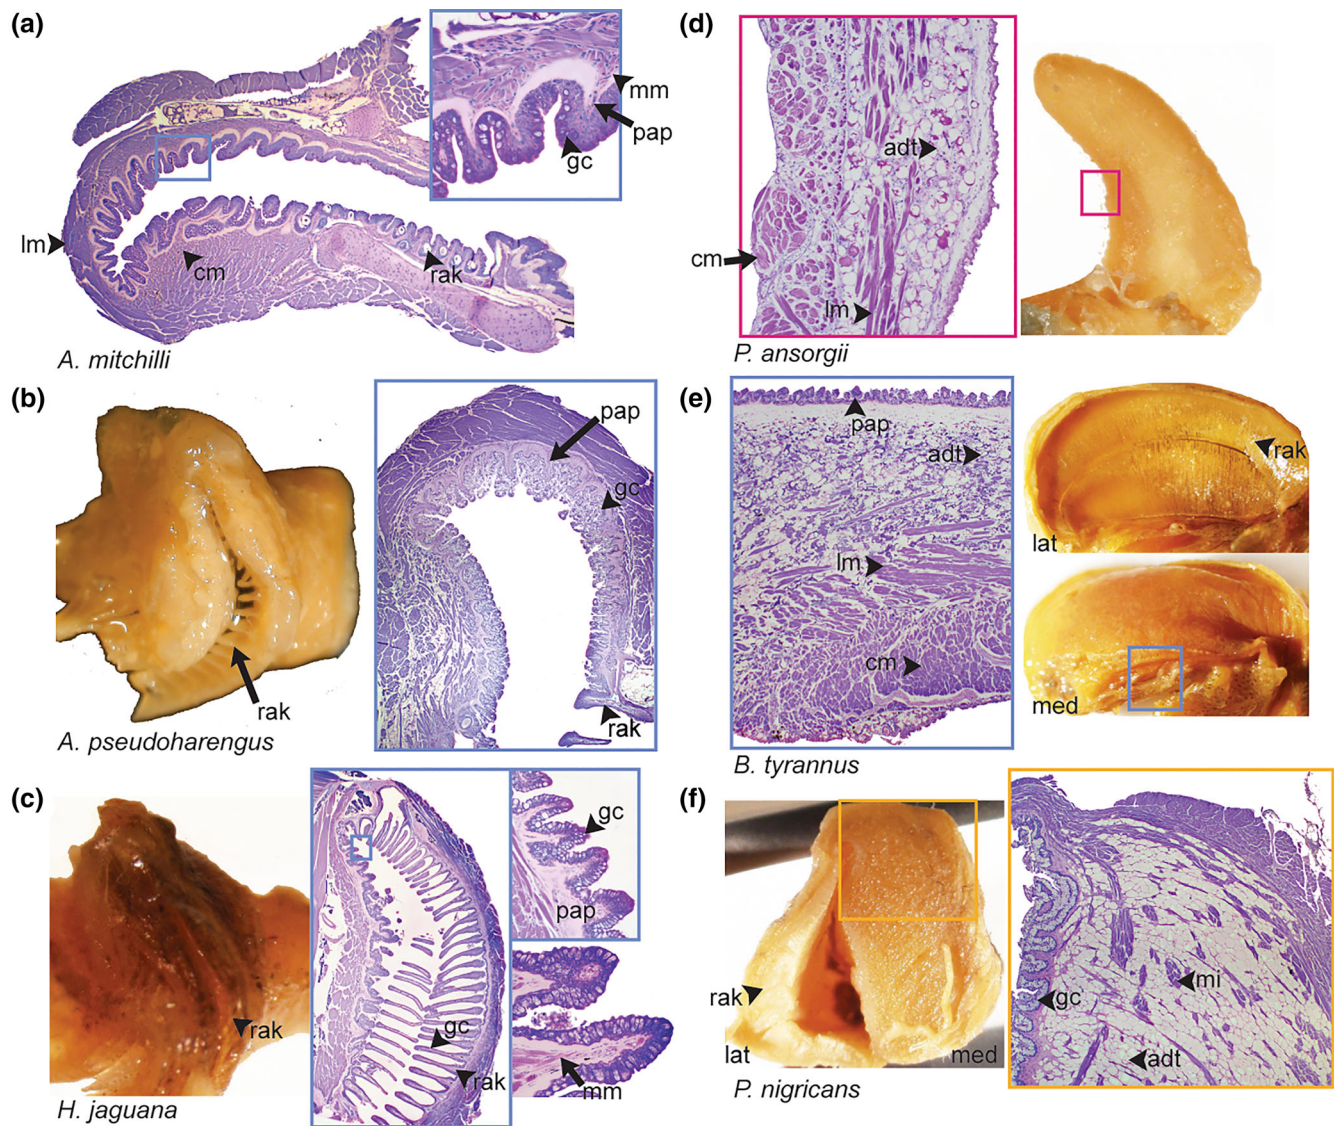 (a)
mm
pap
gc
lm
cm
rak
A. mitchilli
(b)
pap
gc
rak
rak
A. pseudoharengus
(c)
gc
pap
rak
gc
rak
mm
H. jaguana
(d)
adt
cm
lm
P. ansorgii
(e)
pap
adt
rak
lm
lat
cm
med
B. tyrannus
(f)
rak
lat
med
gc
mi
adt
P. nigricans